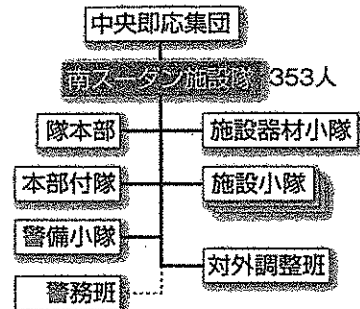 中央即応集団
南スーダン施設隊 353人
隊本部
施設器材小隊
本部付隊
施設小隊
警備小隊
対外調整班
警務班